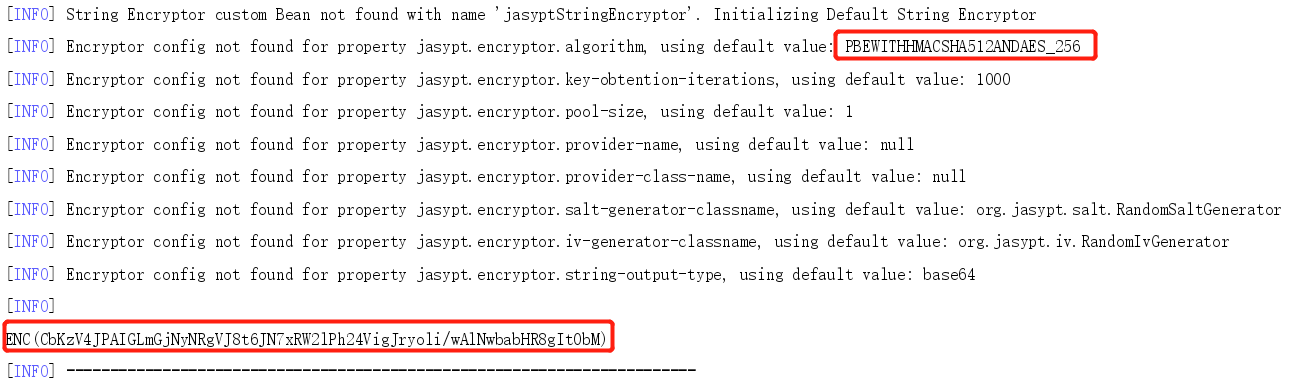 [INFO] String Encryptor custom Bean not found with name 'jasyptStringEncryptor'. Initializing Default String Encryptor
[INFO] Encryptor config not found for property jasypt.encryptor.algorithm, using default value: PBEWITHHMACSHA512ANDAES_256
[INFO] Encryptor config not found for property jasypt.encryptor.key-obtention-iterations, using default value: 1000
[INFO] Encryptor config not found for property jasypt.encryptor.pool-size, using default value: 1
[INFO] Encryptor config not found for property jasypt.encryptor.provider-name, using default value: null
[INFO] Encryptor config not found for property jasypt.encryptor.provider-class-name, using default value: null
[INFO] Encryptor config not found for property jasypt.encryptor.salt-generator-classname, using default value: org.jasypt.salt.RandomSaltGenerator
[INFO] Encryptor config not found for property jasypt.encryptor.iv-generator-classname, using default value: org.jasypt.iv.RandomIvGenerator
[INFO] Encryptor config not found for property jasypt.encryptor.string-output-type, using default value: base64
[INFO]
ENC(CbKzV4JPAIGLmGjNyNRgVJ8t6JN7xRW2lPh24VigJryoli/wAlNwbabHR8gItObM)
[INFO] ------------------------------------------------------------------------